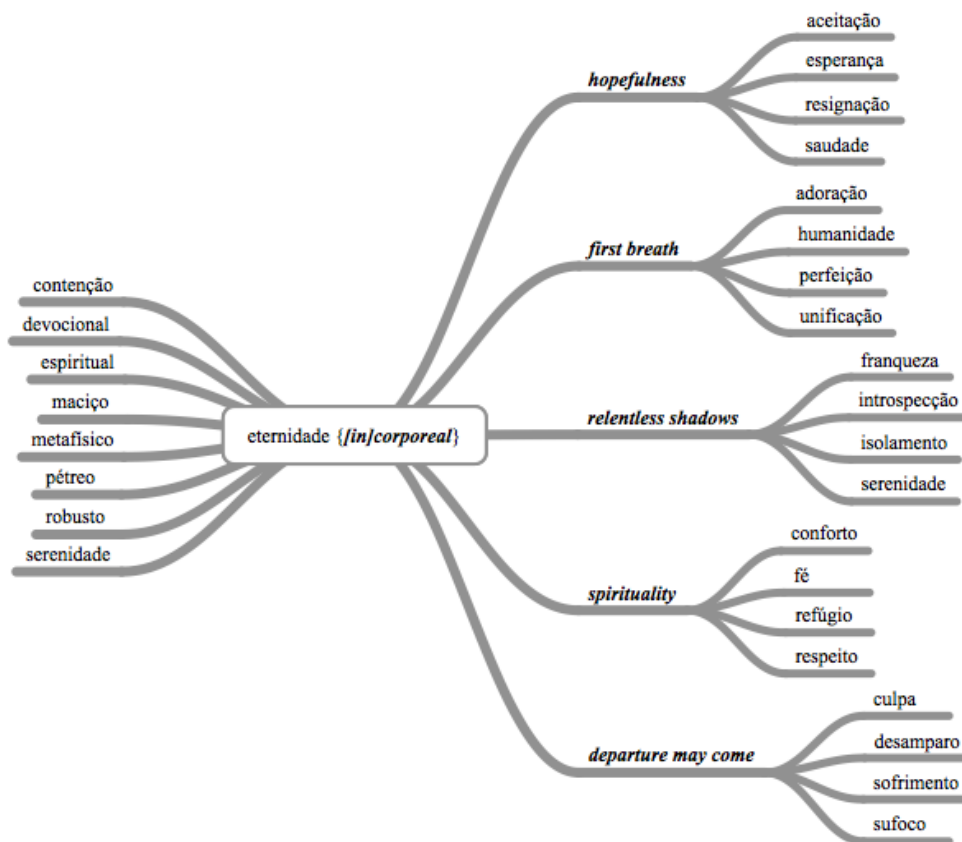 contenção
devocional
espiritual
maciço
metafísico
pétreo
robusto
serenidade
eternidade {[in]corporeal}
hopefulness
aceitação
esperança
resignação
saudade
first breath
adoração
humanidade
perfeição
unificação
relentless shadows
franqueza
introspecção
isolamento
serenidade
spirituality
conforto
fé
refúgio
respeito
departure may come
culpa
desamparo
sofrimento
sufoco